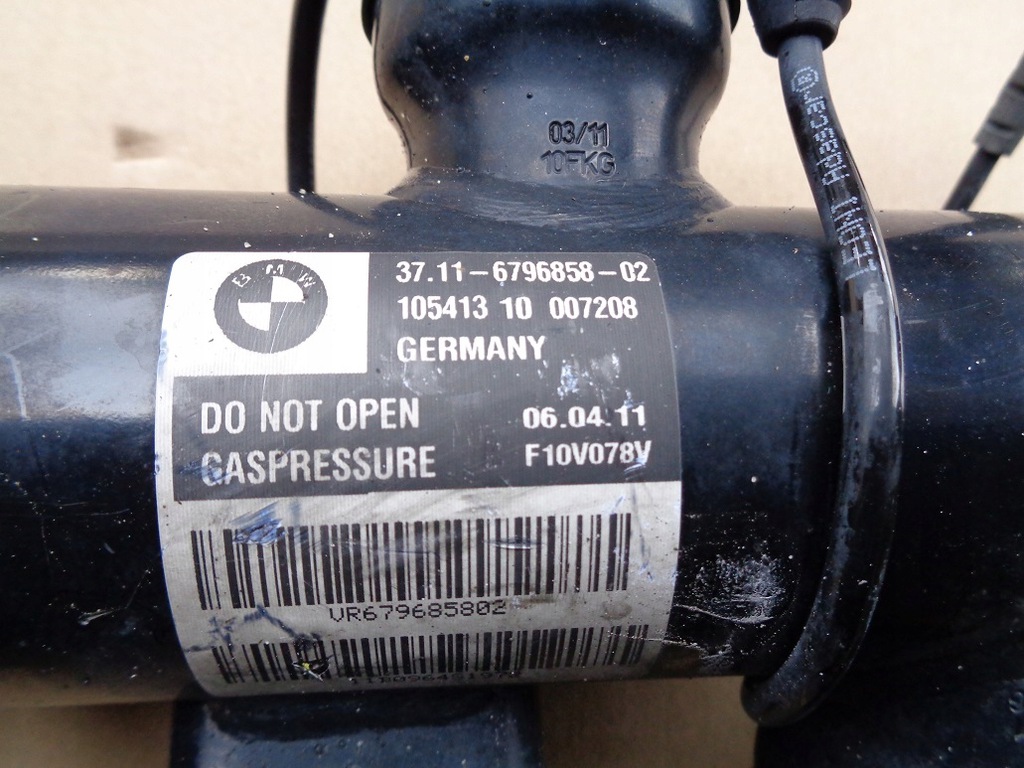 03/11
10FKG
BMW
37.11-6796858-02
105413 10 007208
GERMANY
DO NOT OPEN
06.04.11
GASPRESSURE
F10V078V
VR679685802
LEONI